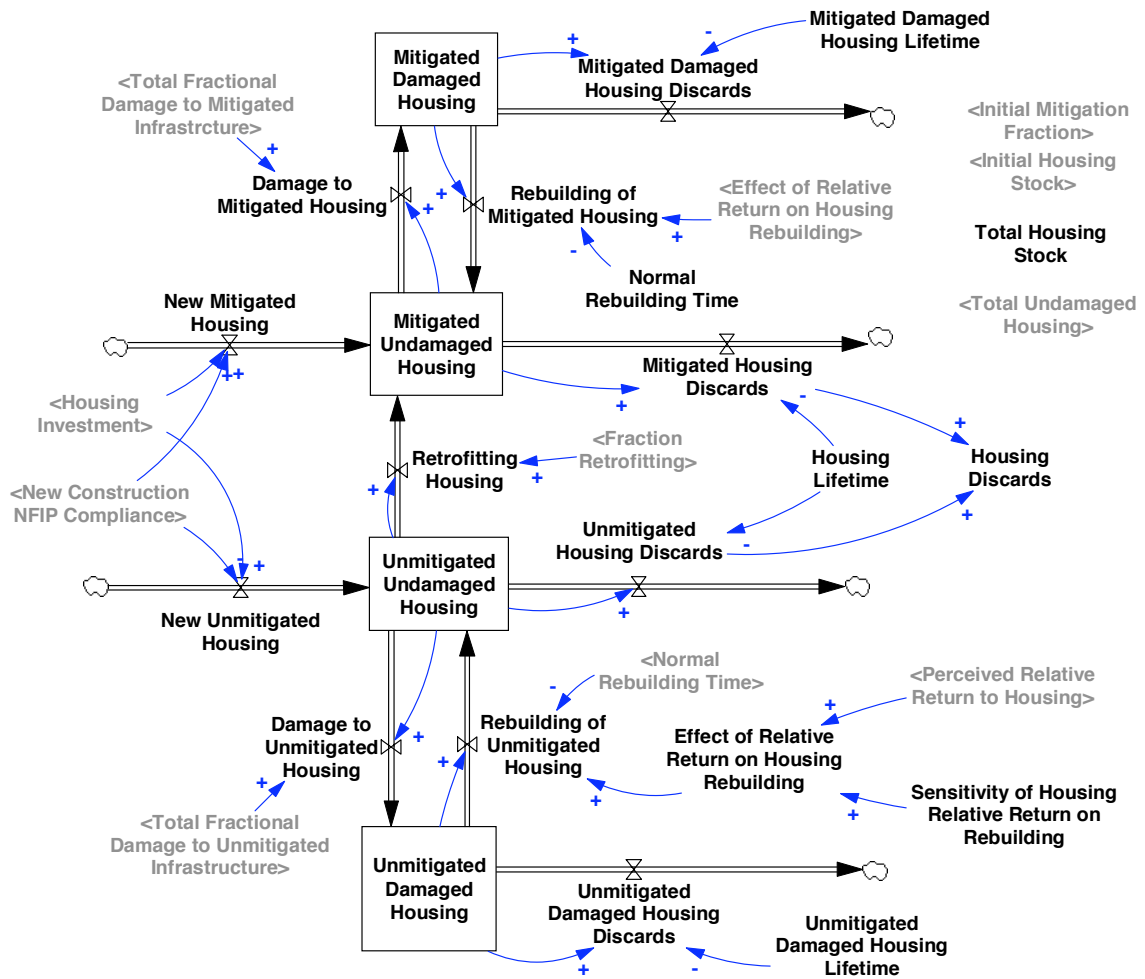 Mitigated Damaged
Housing Lifetime
Mitigated
Damaged
Housing
+
-
Mitigated Damaged
Housing Discards
<Total Fractional
Damage to Mitigated
Infrastrcture>
+
<Initial Mitigation
Fraction>
<Initial Housing
Stock>
Damage to
Mitigated Housing
+
+
Rebuilding of
Mitigated Housing
<Effect of Relative
Return on Housing
Rebuilding>
+
-
Total Housing
Stock
Normal
Rebuilding Time
New Mitigated
Housing
Mitigated
Undamaged
Housing
<Total Undamaged
Housing>
++
Mitigated Housing
Discards
+
-
+
<Housing
Investment>
Retrofitting
Housing
<Fraction
Retrofitting>
+
+
Housing
Lifetime
Housing
Discards
<New Construction
NFIP Compliance>
Unmitigated
Housing Discards
-
+
-
+
Unmitigated
Undamaged
Housing
+
New Unmitigated
Housing
<Normal
Rebuilding Time>
-
<Perceived Relative
Return to Housing>
+
Damage to
Unmitigated
Housing
+
+
+
Rebuilding of
Unmitigated
Housing
+
Effect of Relative
Return on Housing
Rebuilding
+
Sensitivity of Housing
Relative Return on
Rebuilding
<Total Fractional
Damage to Unmitigated
Infrastructure>
Unmitigated
Damaged
Housing
Unmitigated
Damaged Housing
Discards
+
-
Unmitigated
Damaged Housing
Lifetime